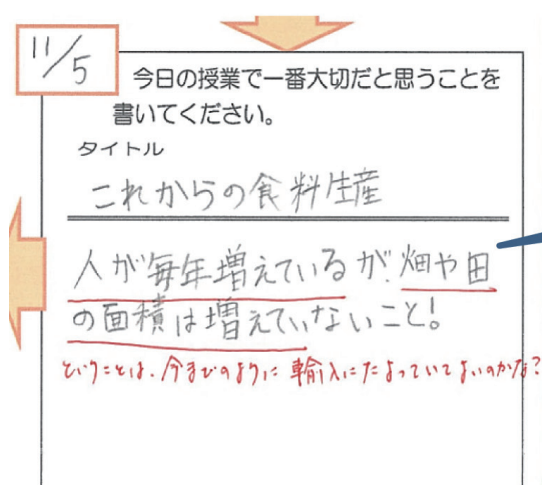 11/5
今日の授業で一番大切だと思うことを
書いてください。
タイトル
これからの食料生産
人が毎年増えているが、畑や田
の面積は増えていないこと!
ということは、今までのように輸入にたよっていてよいのかな?